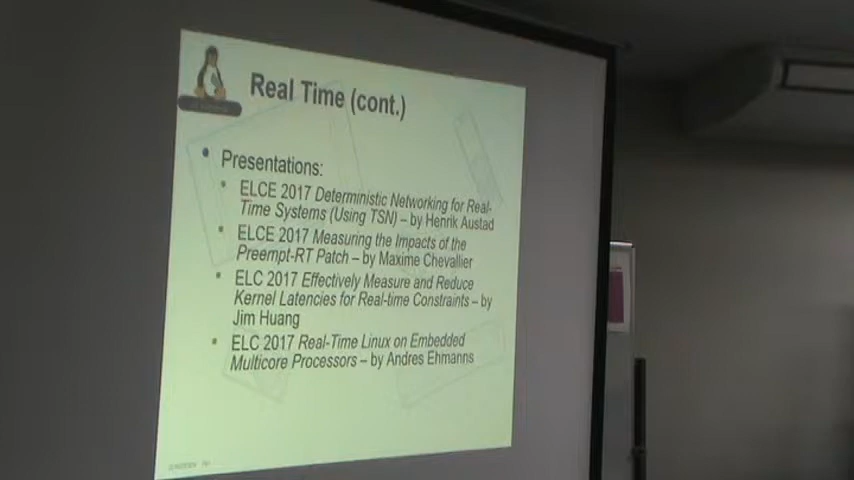 Real Time (cont.)
Presentations:
ELCE 2017 Deterministic Networking for Real-
Time Systems (Using TSN) – by Henrik Austad
ELCE 2017 Measuring the Impacts of the
Preempt-RT Patch – by Maxime Chevallier
ELC 2017 Effectively Measure and Reduce
Kernel Latencies for Real-time Constraints – by
Jim Huang
ELC 2017 Real-Time Linux on Embedded
Multicore Processors – by Andres Ehmanns